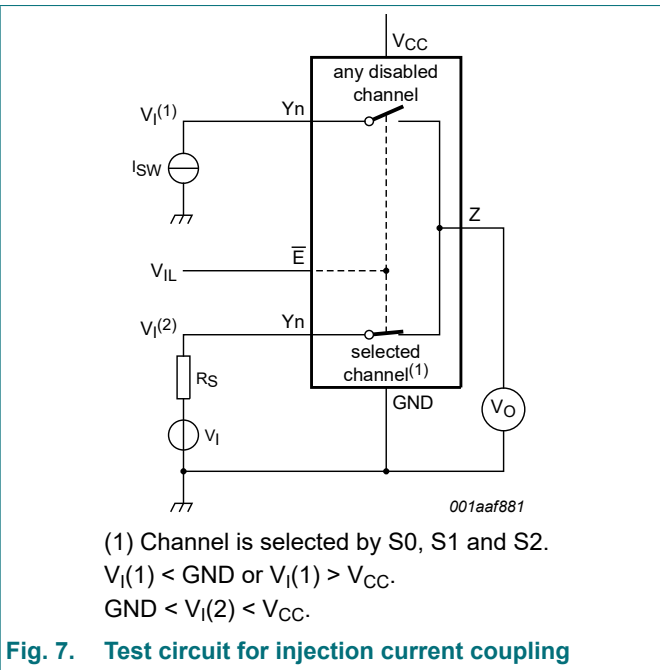 VCC
any disabled
channel
VI(1)
Yn
ISW
Z
E
VIL
VI(2)
Yn
selected
channel(1)
RS
GND
VO
VI
001aaf881
(1) Channel is selected by S0, S1 and S2.
VI(1) < GND or VI(1) > VCC.
GND < VI(2) < VCC.
Fig. 7. Test circuit for injection current coupling